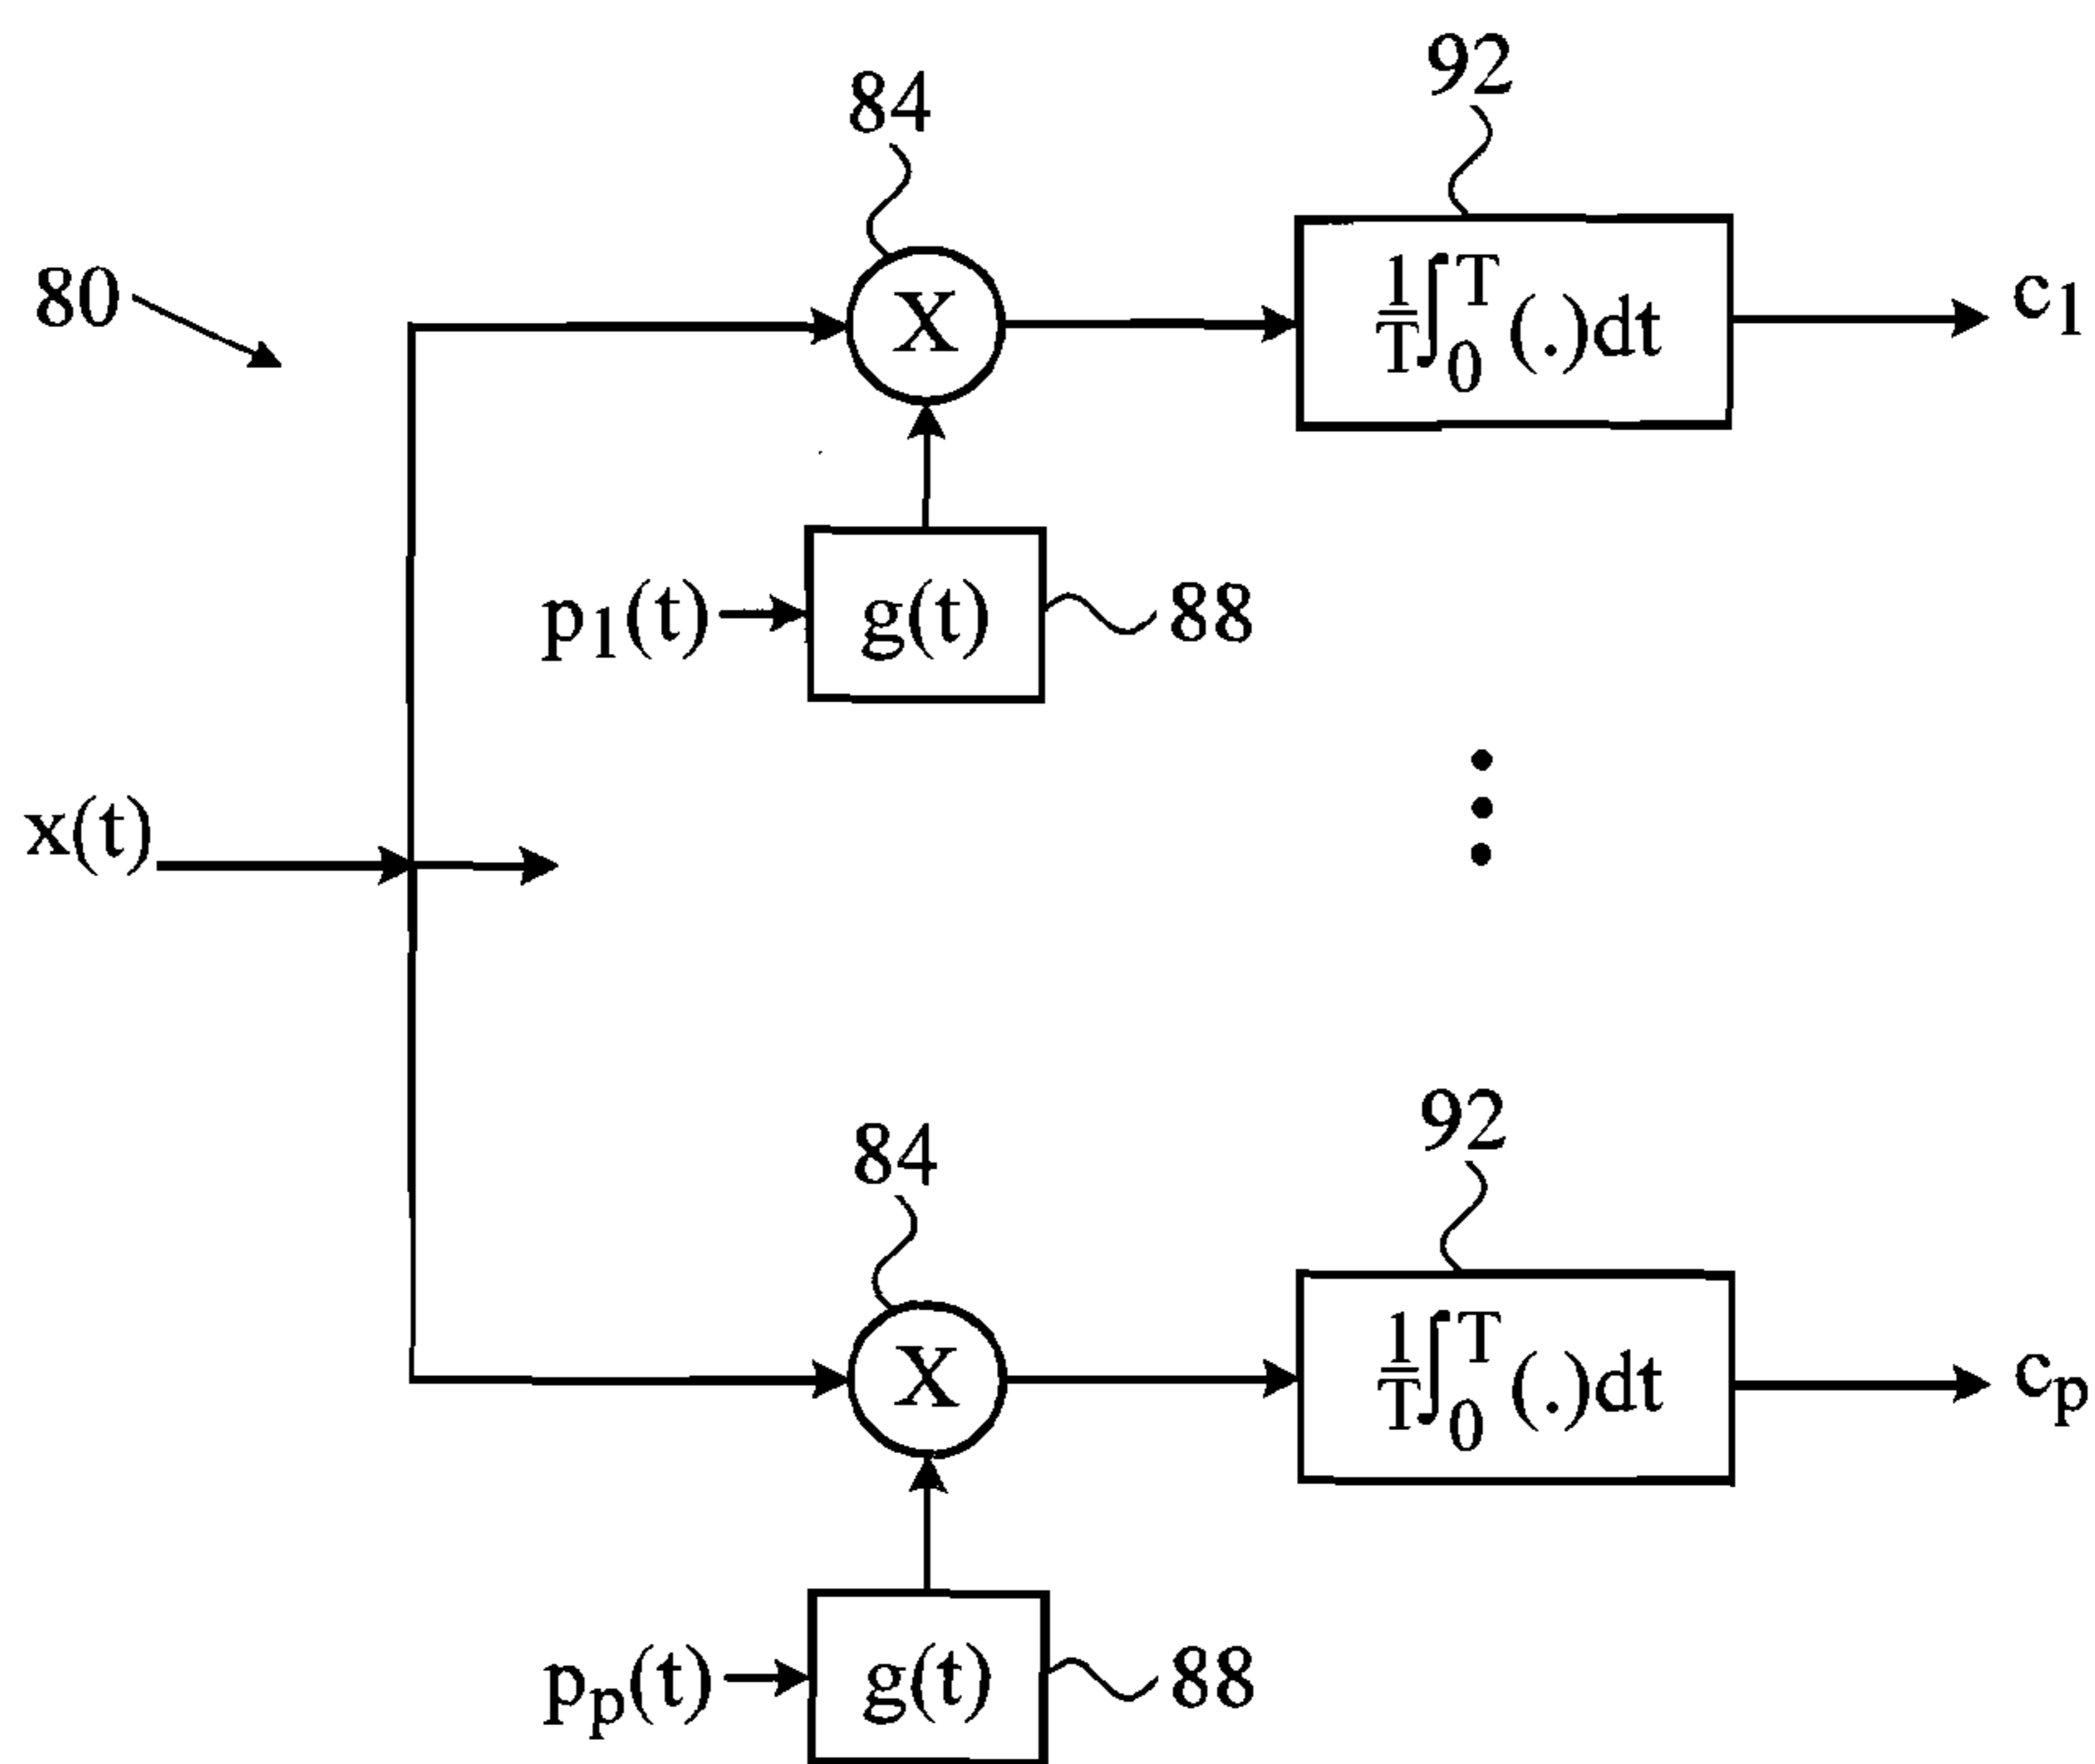 92
84
80
X
1/T ∫₀ᵀ (.)dt
c₁
p₁(t)
g(t)
88
x(t)
92
84
X
1/T ∫₀ᵀ (.)dt
cₚ
pₚ(t)
g(t)
88